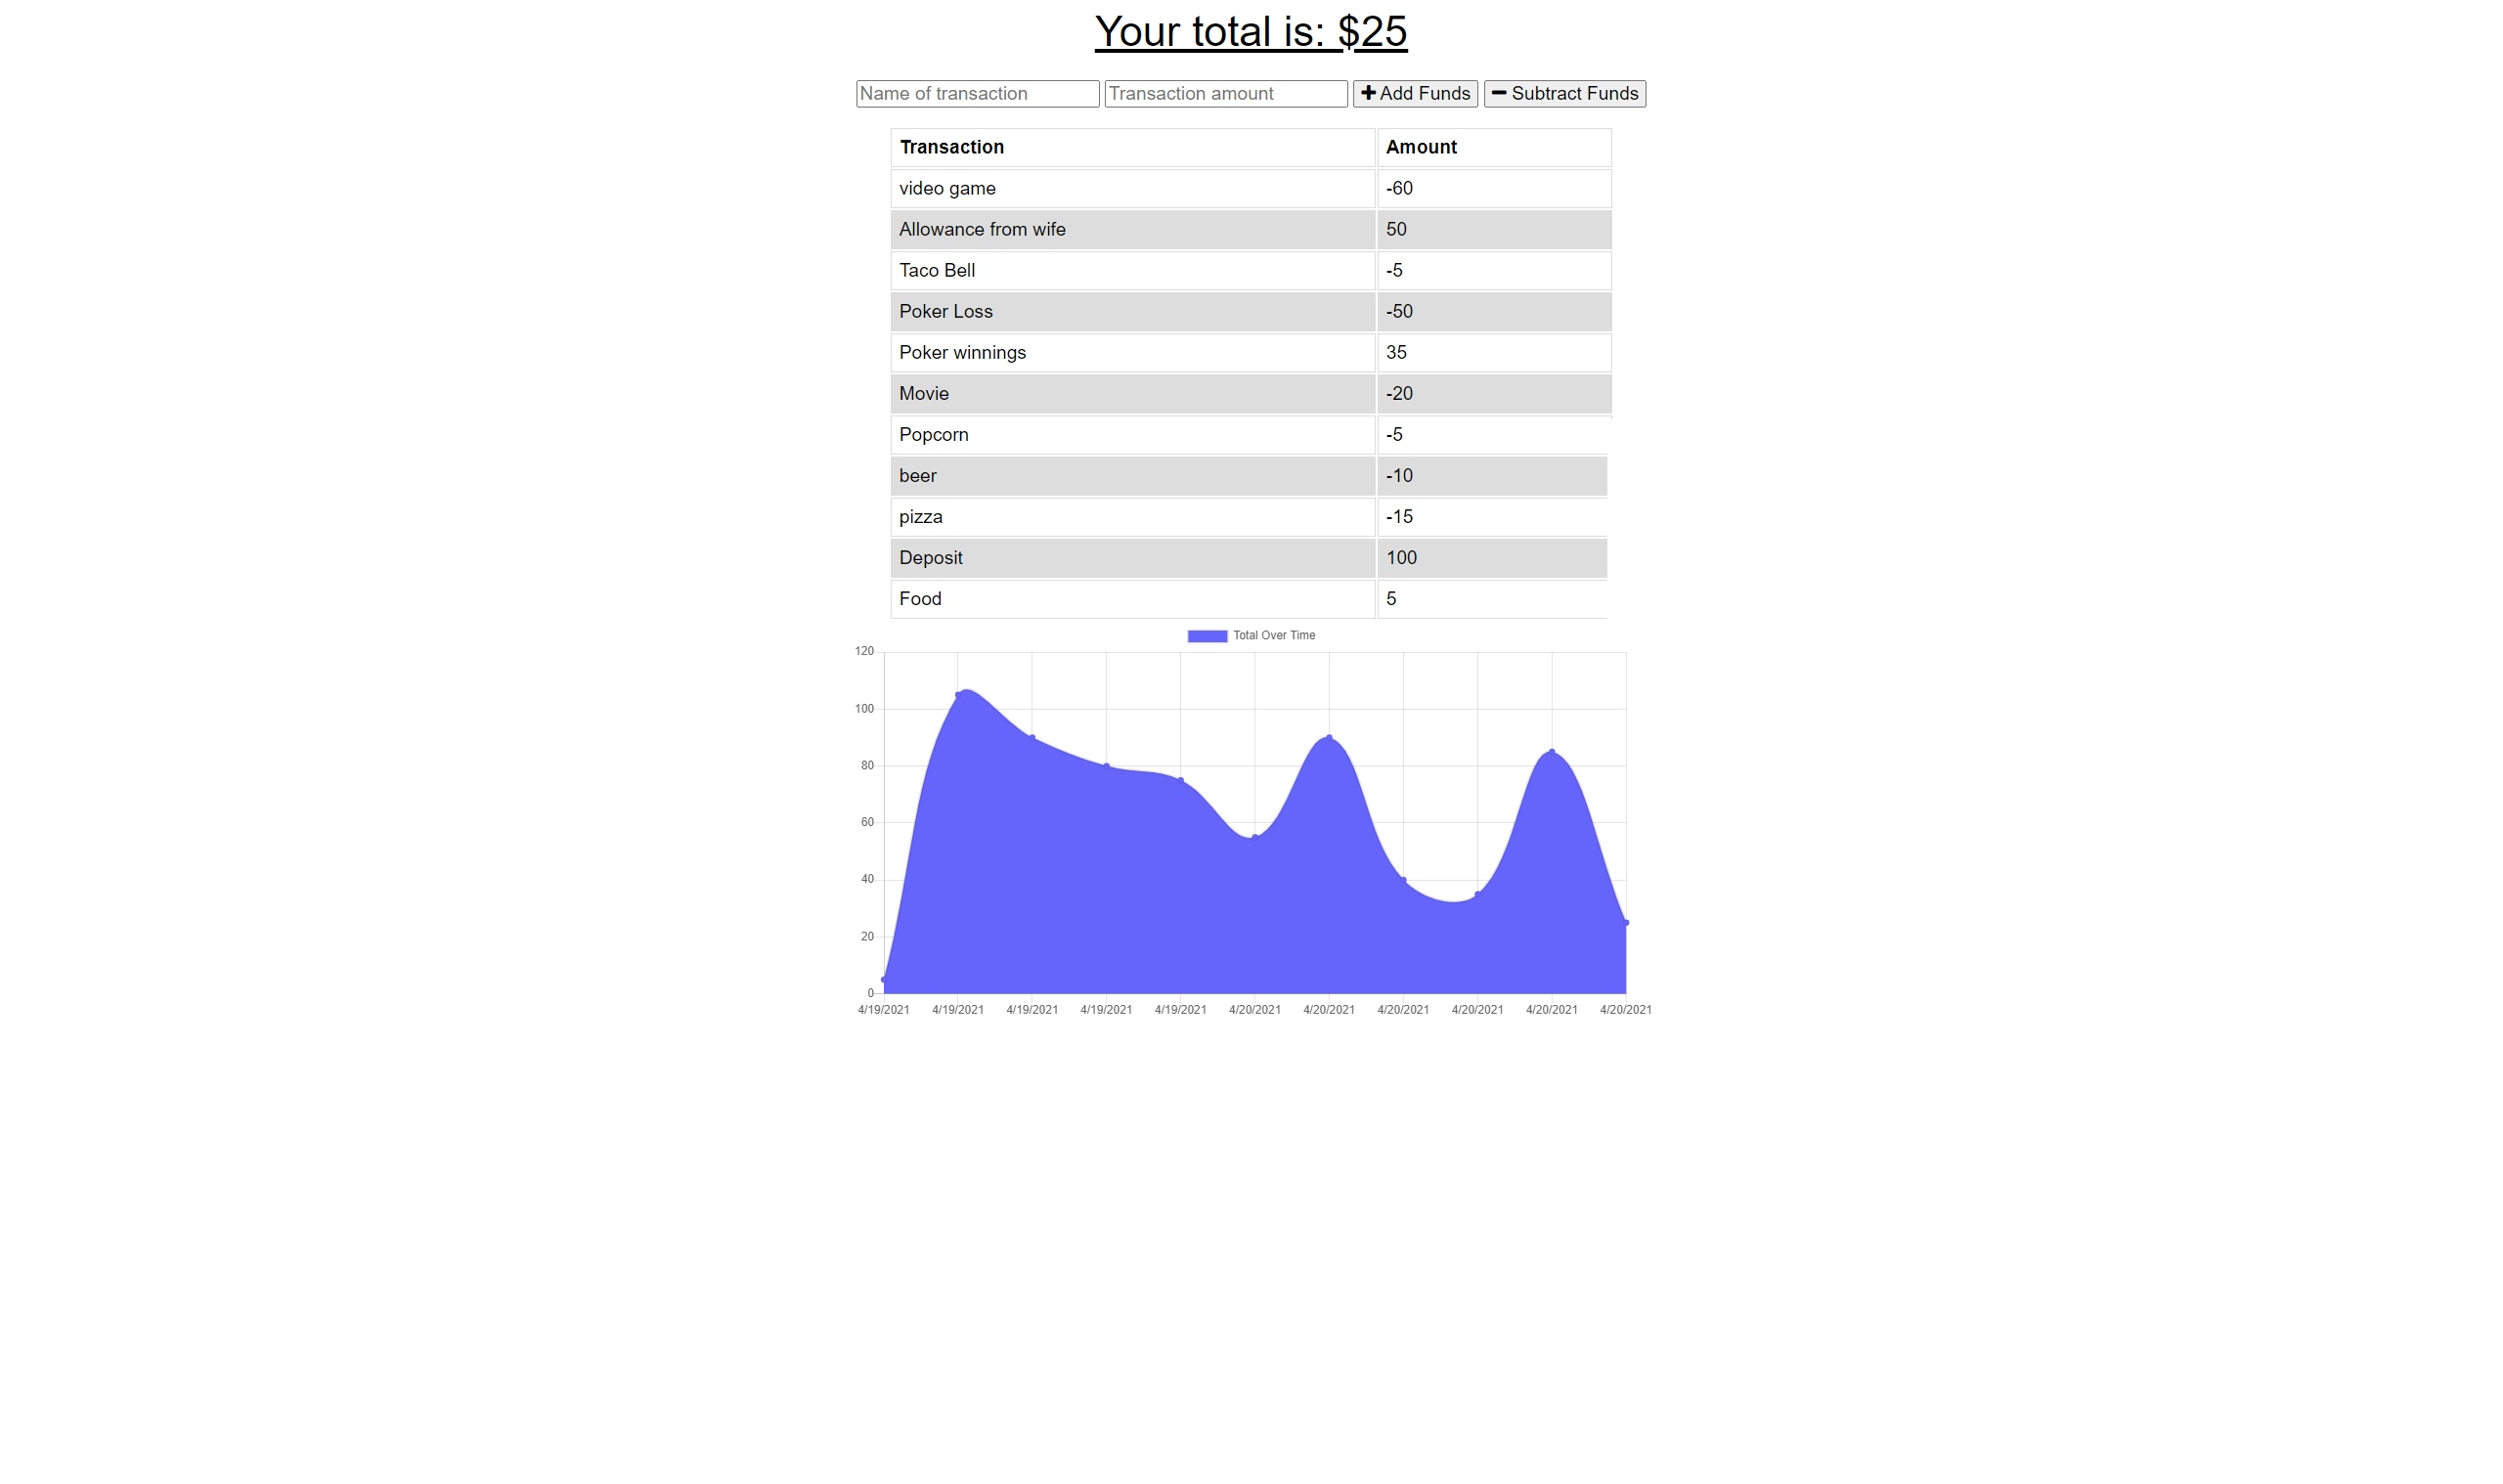 Your total is: $25
Name of transaction Transaction amount Add Funds Subtract Funds
Transaction Amount
video game -60
Allowance from wife 50
Taco Bell -5
Poker Loss -50
Poker winnings 35
Movie -20
Popcorn -5
beer -10
pizza -15
Deposit 100
Food 5
Total Over Time
120
100
80
60
40
20
0
4/19/2021 4/19/2021 4/19/2021 4/19/2021 4/19/2021 4/20/2021 4/20/2021 4/20/2021 4/20/2021 4/20/2021 4/20/2021